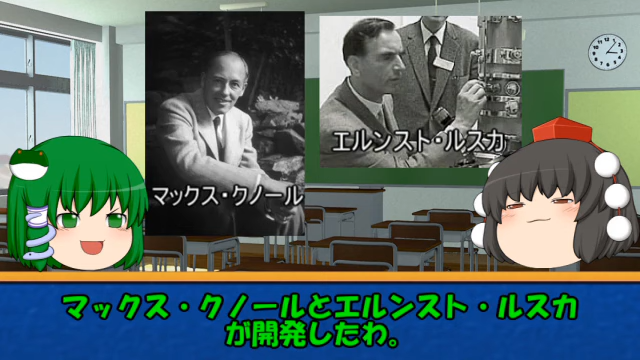 エルンスト・ルスカ
マックス・クノール
マックス・クノールとエルンスト・ルスカ
が開発したわ。